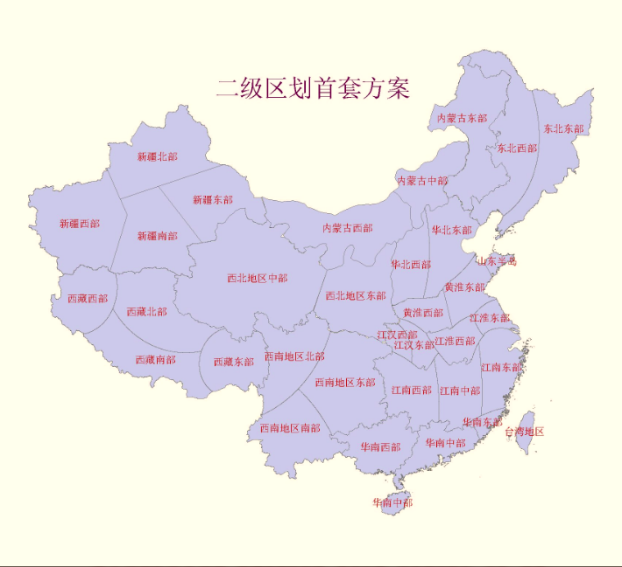 二级区划首套方案
内蒙古东部
东北东部
东北西部
新疆北部
内蒙古中部
新疆东部
新疆西部
内蒙古西部
华北东部
新疆南部
山东半岛
华北西部
西北地区中部
黄淮东部
西藏西部
西北地区东部
西藏北部
黄淮西部
江淮东部
江汉西部
江淮西部
江汉东部
西藏南部
西藏东部
西南地区北部
江南东部
西南地区东部
江南西部
江南中部
华南东部
西南地区南部
台湾地区
华南西部
华南中部
华南中部